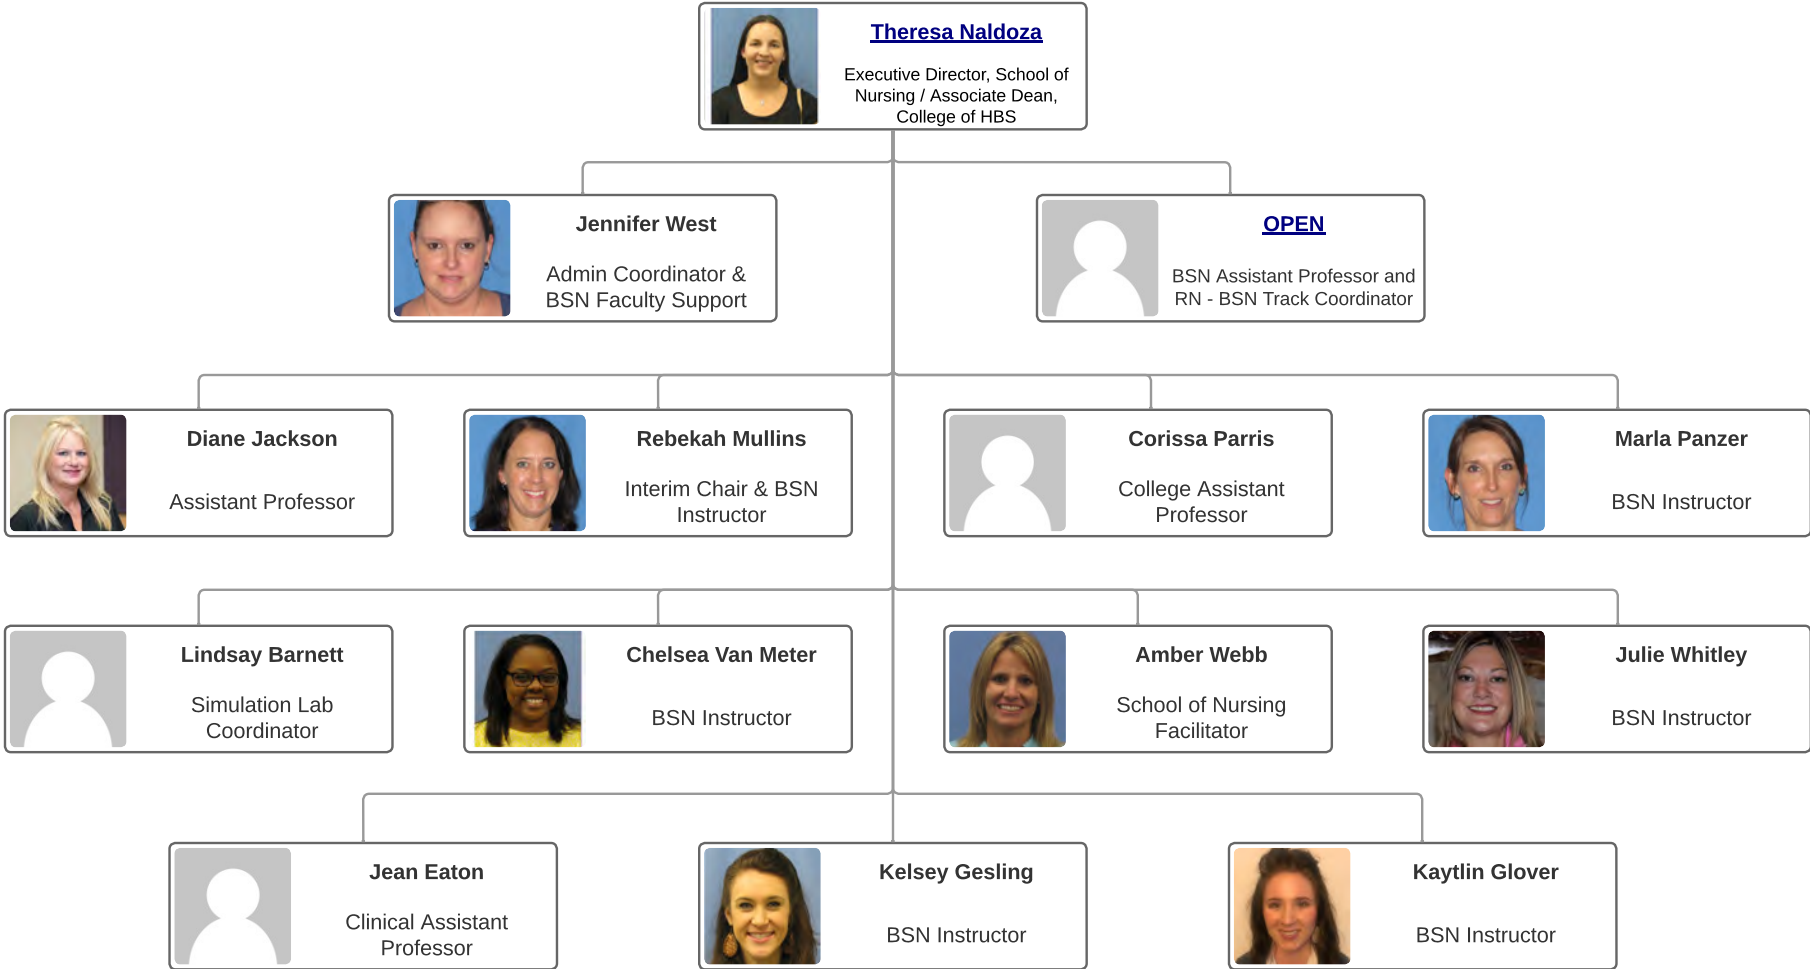 Theresa Naldoza
Executive Director, School of
Nursing / Associate Dean,
College of HBS
Jennifer West
Admin Coordinator &
BSN Faculty Support
OPEN
BSN Assistant Professor and
RN - BSN Track Coordinator
Diane Jackson
Assistant Professor
Rebekah Mullins
Interim Chair & BSN
Instructor
Corissa Parris
College Assistant
Professor
Marla Panzer
BSN Instructor
Lindsay Barnett
Simulation Lab
Coordinator
Chelsea Van Meter
BSN Instructor
Amber Webb
School of Nursing
Facilitator
Julie Whitley
BSN Instructor
Jean Eaton
Clinical Assistant
Professor
Kelsey Gesling
BSN Instructor
Kaytlin Glover
BSN Instructor